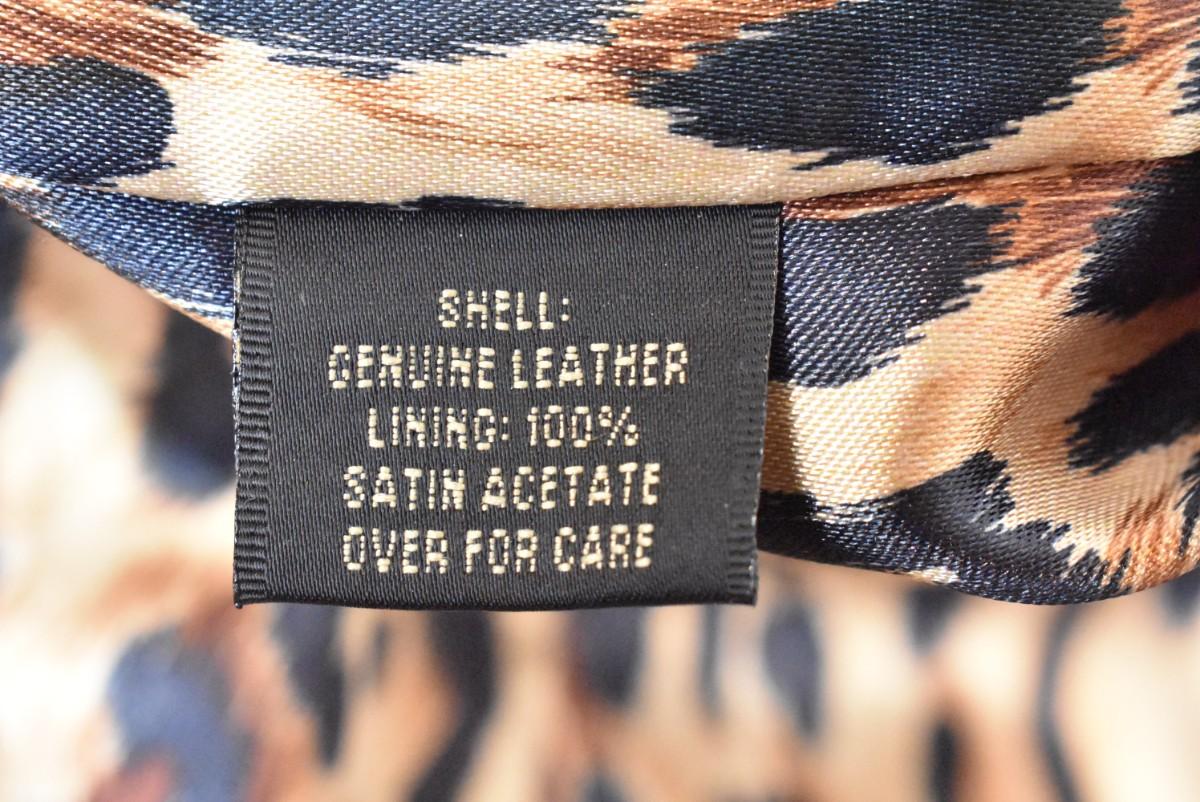 SHELL:
GENUINE LEATHER
LINING: 100%
SATIN ACETATE
OVER FOR CARE